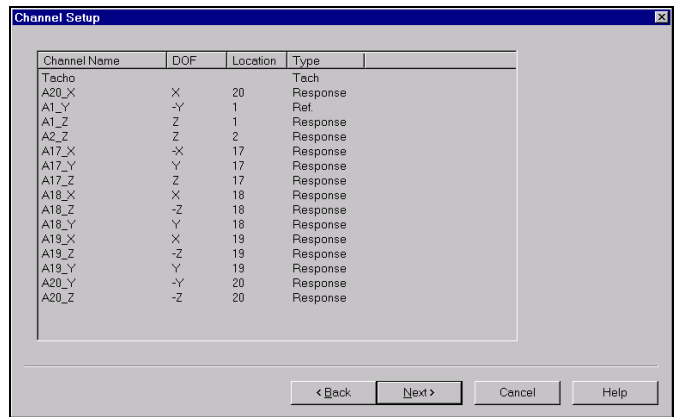 Channel Setup
Channel Name DOF Location Type
Tacho Tach
A20_X X 20 Response
A1_Y -Y 1 Ref.
A1_Z Z 1 Response
A2_Z Z 2 Response
A17_X -X 17 Response
A17_Y Y 17 Response
A17_Z Z 17 Response
A18_X X 18 Response
A18_Z -Z 18 Response
A18_Y Y 18 Response
A19_X X 19 Response
A19_Z -Z 19 Response
A19_Y Y 19 Response
A20_Y -Y 20 Response
A20_Z -Z 20 Response
< Back Next > Cancel Help